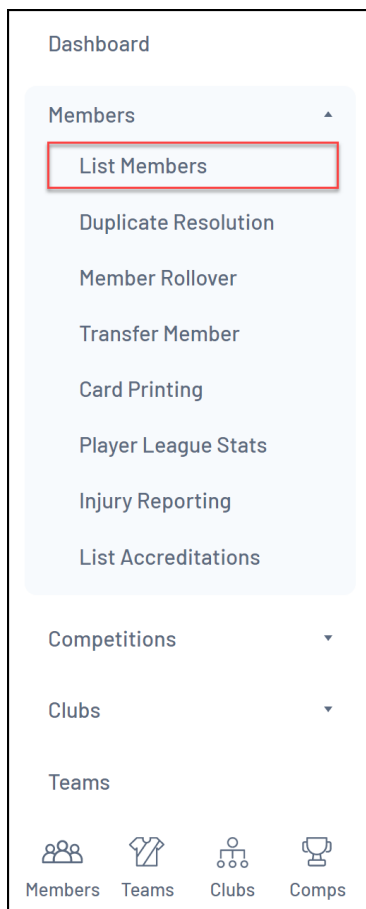 Dashboard
Members
List Members
Duplicate Resolution
Member Rollover
Transfer Member
Card Printing
Player League Stats
Injury Reporting
List Accreditations
Competitions
Clubs
Teams
Members Teams Clubs Comps